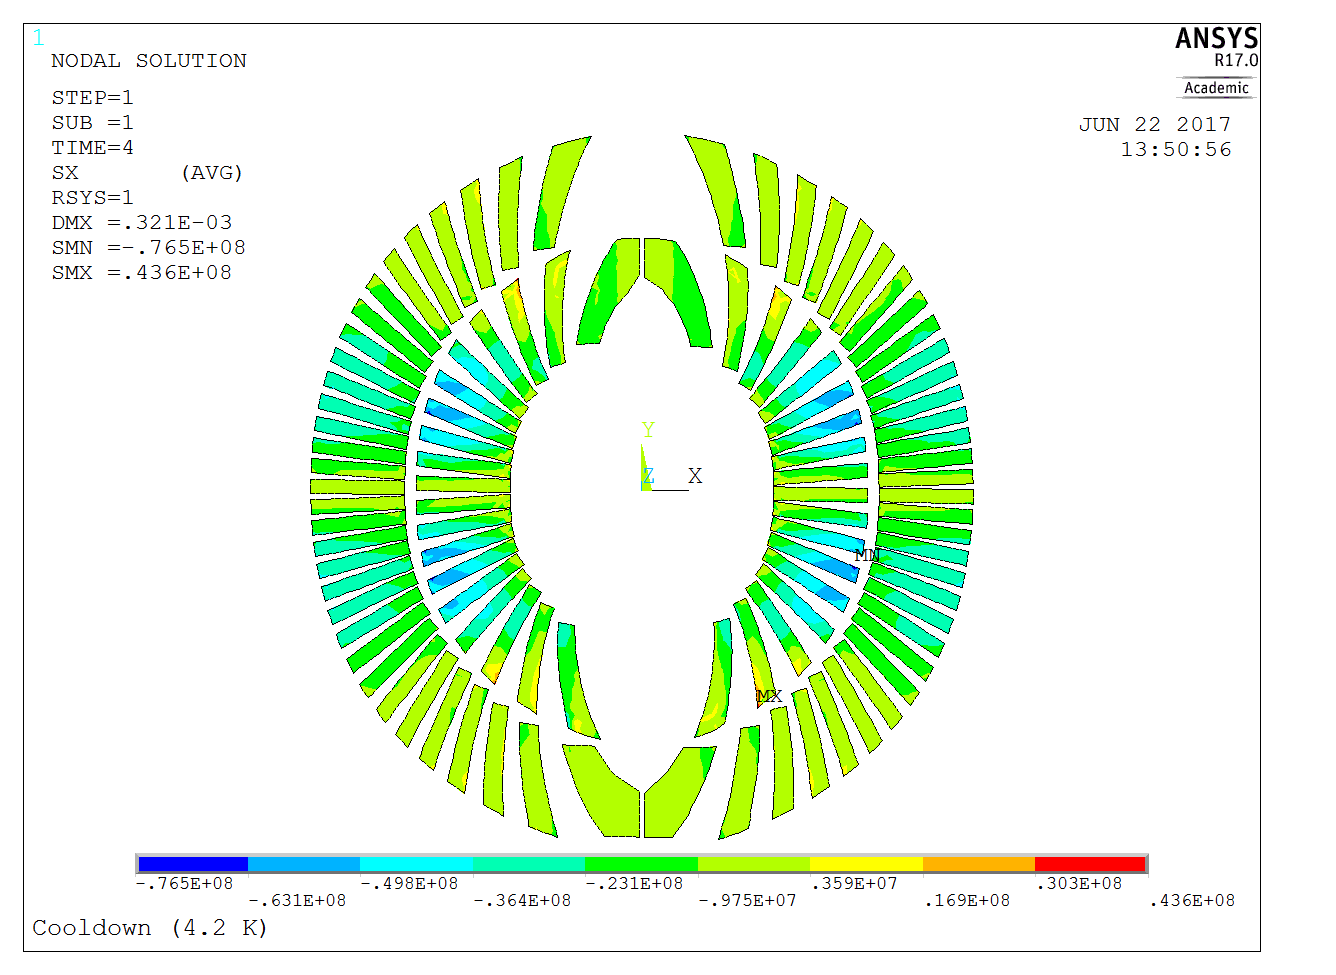 1
NODAL SOLUTION
STEP=1
SUB =1
TIME=4
SX (AVG)
RSYS=1
DMX =.321E-03
SMN =-.765E+08
SMX =.436E+08
ANSYS
R17.0
Academic
JUN 22 2017
13:50:56
Y
Z X
MN
MX
-.765E+08 -.498E+08 -.231E+08 .359E+07 .303E+08
-.631E+08 -.364E+08 -.975E+07 .169E+08 .436E+08
Cooldown (4.2 K)